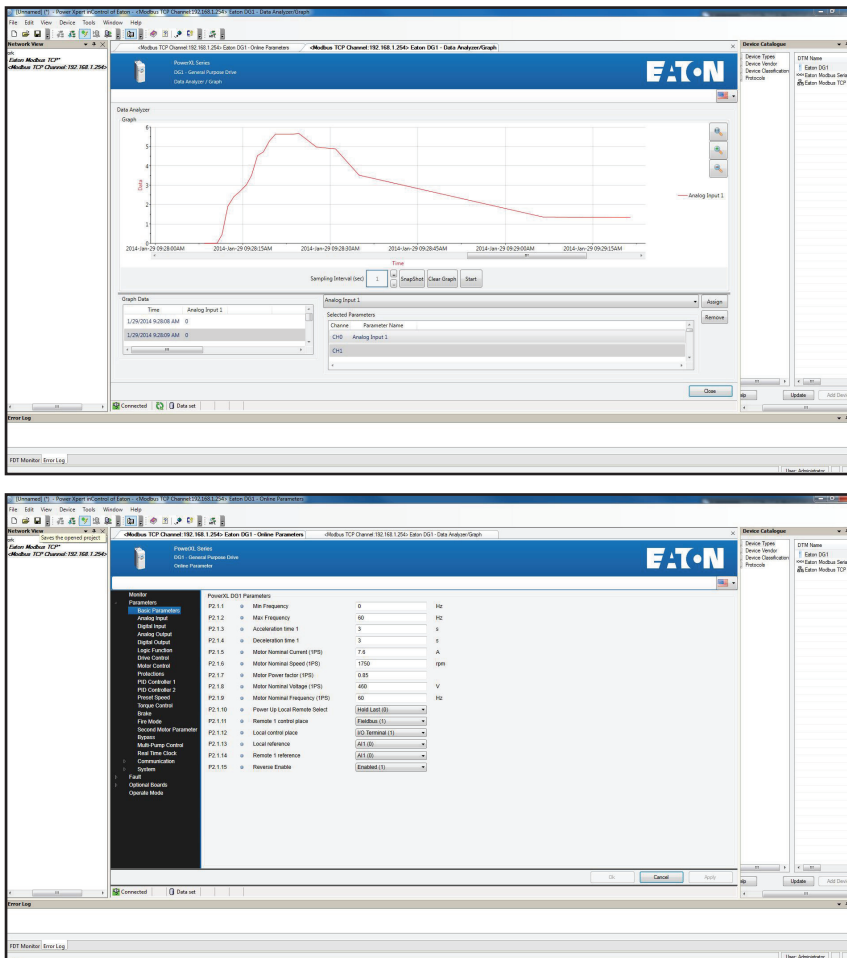 [Unnamed] (*) - Power Xpert inControl of Eaton - <Modbus TCP Channel:192.168.1.254> Eaton DG1 - Data Analyzer/Graph
File Edit View Device Tools Window Help
Network View
Eaton Modbus TCP*
<Modbus TCP Channel:192.168.1.254>
<Modbus TCP Channel:192.168.1.254> Eaton DG1 - Online Parameters
<Modbus TCP Channel:192.168.1.254> Eaton DG1 - Data Analyzer/Graph
PowerXL Series
DG1 - General Purpose Drive
Data Analyzer / Graph
EATON
Data Analyzer
Graph
6
5
4
3
2
1
0
Data
2014-Jan-29 09:28:00AM
2014-Jan-29 09:28:15AM
2014-Jan-29 09:28:30AM
2014-Jan-29 09:28:45AM
2014-Jan-29 09:29:00AM
2014-Jan-29 09:29:15AM
Time
Analog Input 1
Sampling Interval (sec) 1 SnapShot Clear Graph Start
Graph Data
Time Analog Input 1
1/29/2014 9:28:08 AM 0
1/29/2014 9:28:09 AM 0
Analog Input 1
Assign
Selected Parameters
Remove
Channe Parameter Name
CH0 Analog Input 1
CH1
Close
Connected Data set
Device Catalogue
Device Types
Device Vendor
Device Classification
Protocols
DTM Name
Eaton DG1
Eaton Modbus Seria
Eaton Modbus TCP
Update Add Devi
Error Log
FDT Monitor Error Log
User: Administrator
[Unnamed] (*) - Power Xpert inControl of Eaton - <Modbus TCP Channel:192.168.1.254> Eaton DG1 - Online Parameters
File Edit View Device Tools Window Help
Network View
Saves the opened project
Eaton Modbus TCP*
<Modbus TCP Channel:192.168.1.254>
<Modbus TCP Channel:192.168.1.254> Eaton DG1 - Online Parameters
<Modbus TCP Channel:192.168.1.254> Eaton DG1 - Data Analyzer/Graph
PowerXL Series
DG1 - General Purpose Drive
Online Parameter
EATON
Monitor
Parameters
Basic Parameters
Analog Input
Digital Input
Analog Output
Digital Output
Logic Function
Drive Control
Motor Control
Protections
PID Controller 1
PID Controller 2
Preset Speed
Torque Control
Brake
Fire Mode
Second Motor Parameter
Bypass
Multi-Pump Control
Real Time Clock
Communication
System
Fault
Optional Boards
Operate Mode
PowerXL DG1 Parameters
P2.1.1 Min Frequency 0 Hz
P2.1.2 Max Frequency 60 Hz
P2.1.3 Acceleration time 1 3 s
P2.1.4 Deceleration time 1 3 s
P2.1.5 Motor Nominal Current (1PS) 7.6 A
P2.1.6 Motor Nominal Speed (1PS) 1750 rpm
P2.1.7 Motor Power factor (1PS) 0.85
P2.1.8 Motor Nominal Voltage (1PS) 460 V
P2.1.9 Motor Nominal Frequency (1PS) 60 Hz
P2.1.10 Power Up Local Remote Select Hold Last (0)
P2.1.11 Remote 1 control place Fieldbus (1)
P2.1.12 Local control place I/O Terminal (1)
P2.1.13 Local reference AI1 (0)
P2.1.14 Remote 1 reference AI1 (0)
P2.1.15 Reverse Enable Enabled (1)
Ok Cancel Apply
Connected Data set
Device Catalogue
Device Types
Device Vendor
Device Classification
Protocols
DTM Name
Eaton DG1
Eaton Modbus Seria
Eaton Modbus TCP
Update Add Devi
Error Log
FDT Monitor Error Log
User: Administrator